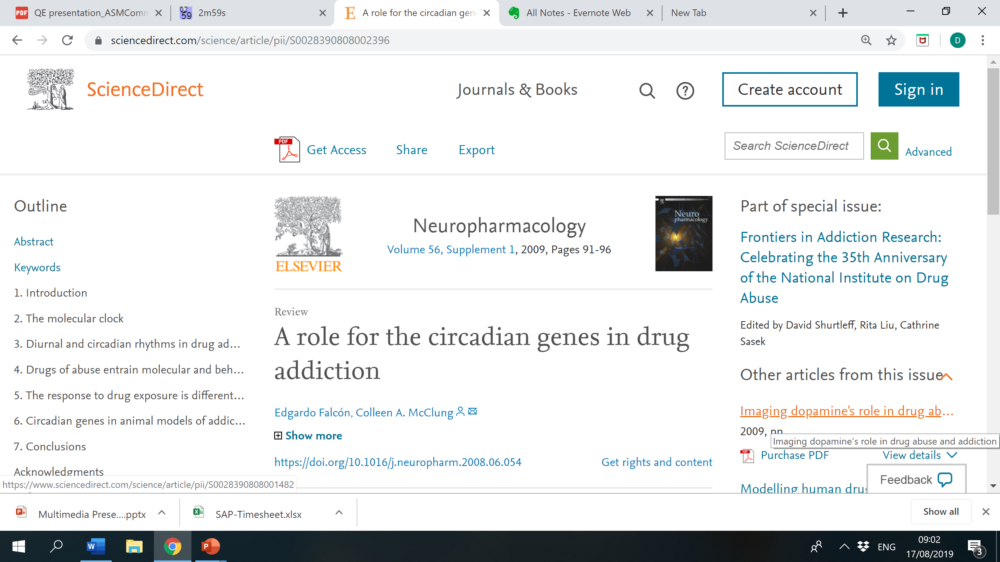 QE presentation_ASMComm
2m59s
A role for the circadian gen
All Notes - Evernote Web
New Tab
sciencedirect.com/science/article/pii/S0028390808002396
D
ScienceDirect
Journals & Books
Create account
Sign in
PDF
Get Access
Share
Export
Search ScienceDirect
Advanced
Outline
Abstract
Keywords
1. Introduction
2. The molecular clock
3. Diurnal and circadian rhythms in drug ad...
4. Drugs of abuse entrain molecular and beh...
5. The response to drug exposure is different...
6. Circadian genes in animal models of addic...
7. Conclusions
Acknowledgments
https://www.sciencedirect.com/science/article/pii/S0028390808001482
NON SOLUS
ELSEVIER
Neuropharmacology
Volume 56, Supplement 1, 2009, Pages 91-96
Neuro
pharmacology
Review
A role for the circadian genes in drug
addiction
Edgardo Falcón, Colleen A. McClung
Show more
https://doi.org/10.1016/j.neuropharm.2008.06.054
Get rights and content
Part of special issue:
Frontiers in Addiction Research:
Celebrating the 35th Anniversary
of the National Institute on Drug
Abuse
Edited by David Shurtleff, Rita Liu, Cathrine
Sasek
Other articles from this issue
Imaging dopamine's role in drug ab...
2009, pp
Imaging dopamine's role in drug abuse and addiction
Purchase PDF
View details
Modelling human drug
Feedback
Multimedia Prese....pptx
SAP-Timesheet.xlsx
Show all
ENG
09:02
17/08/2019
3